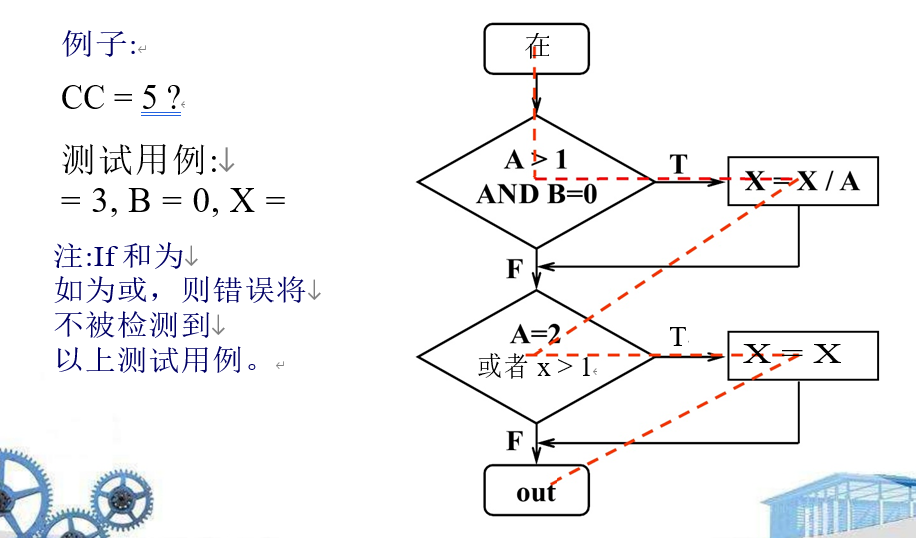 例子:
CC = 5 ?
测试用例:
= 3, B = 0, X =
注:If 和为
如为或，则错误将
不被检测到
以上测试用例。
在
A > 1
AND B=0
T
X = X / A
F
A=2
或者 x > 1
T
X = X
F
out